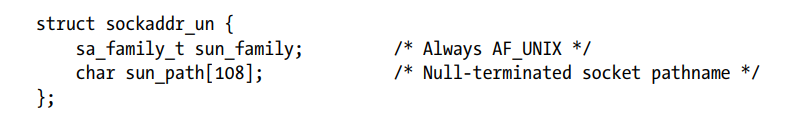 struct sockaddr_un {
    sa_family_t sun_family;        /* Always AF_UNIX */
    char sun_path[108];            /* Null-terminated socket pathname */
};